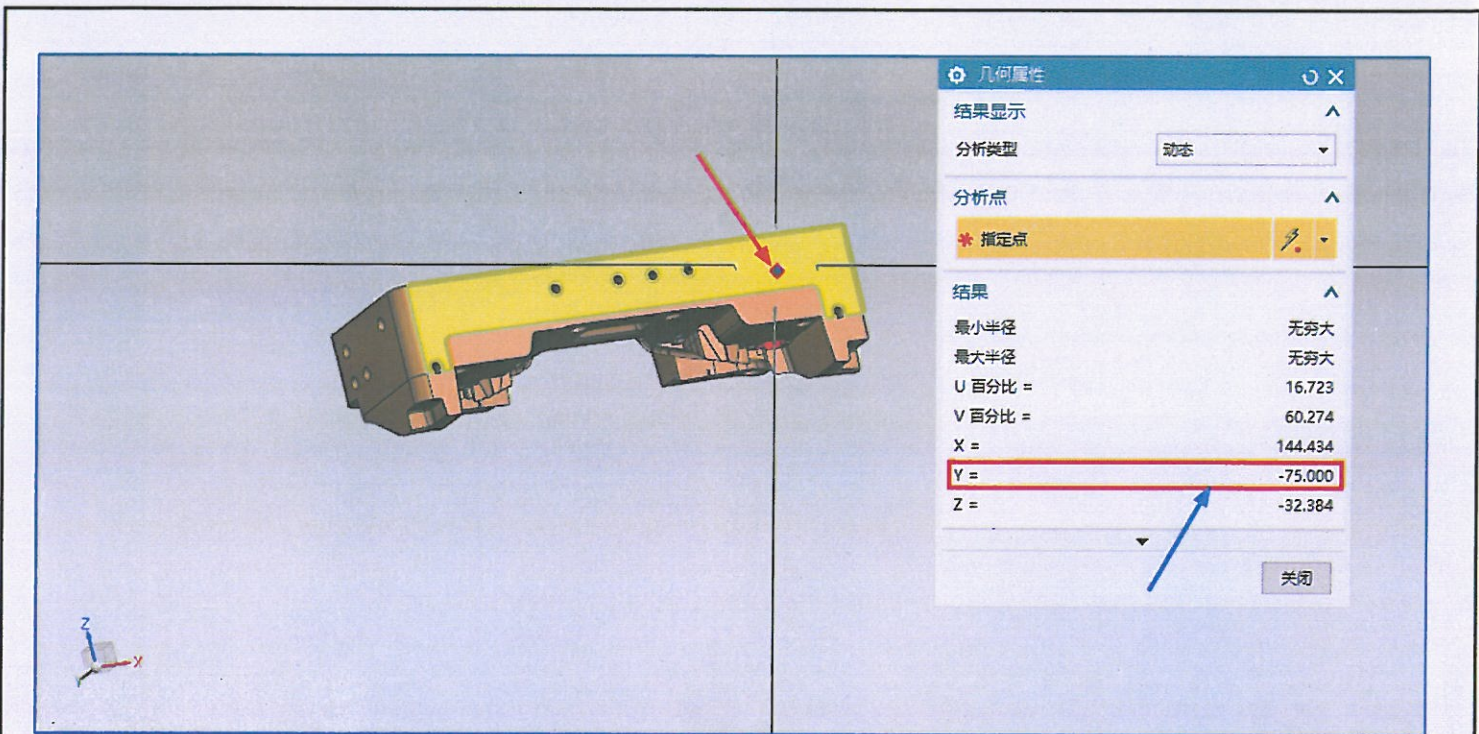 几何属性
结果显示
分析类型 动态
分析点
* 指定点
结果
最小半径 无穷大
最大半径 无穷大
U 百分比 = 16.723
V 百分比 = 60.274
X = 144.434
Y = -75.000
Z = -32.384
关闭
Z
X